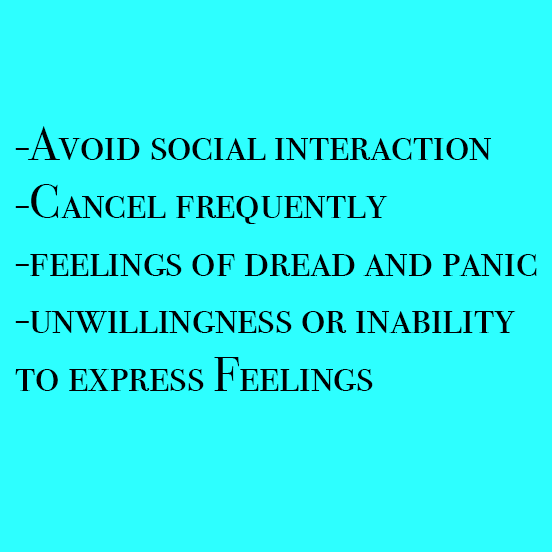 -Avoid social interaction
-Cancel frequently
-feelings of dread and panic
-unwillingness or inability
to express Feelings